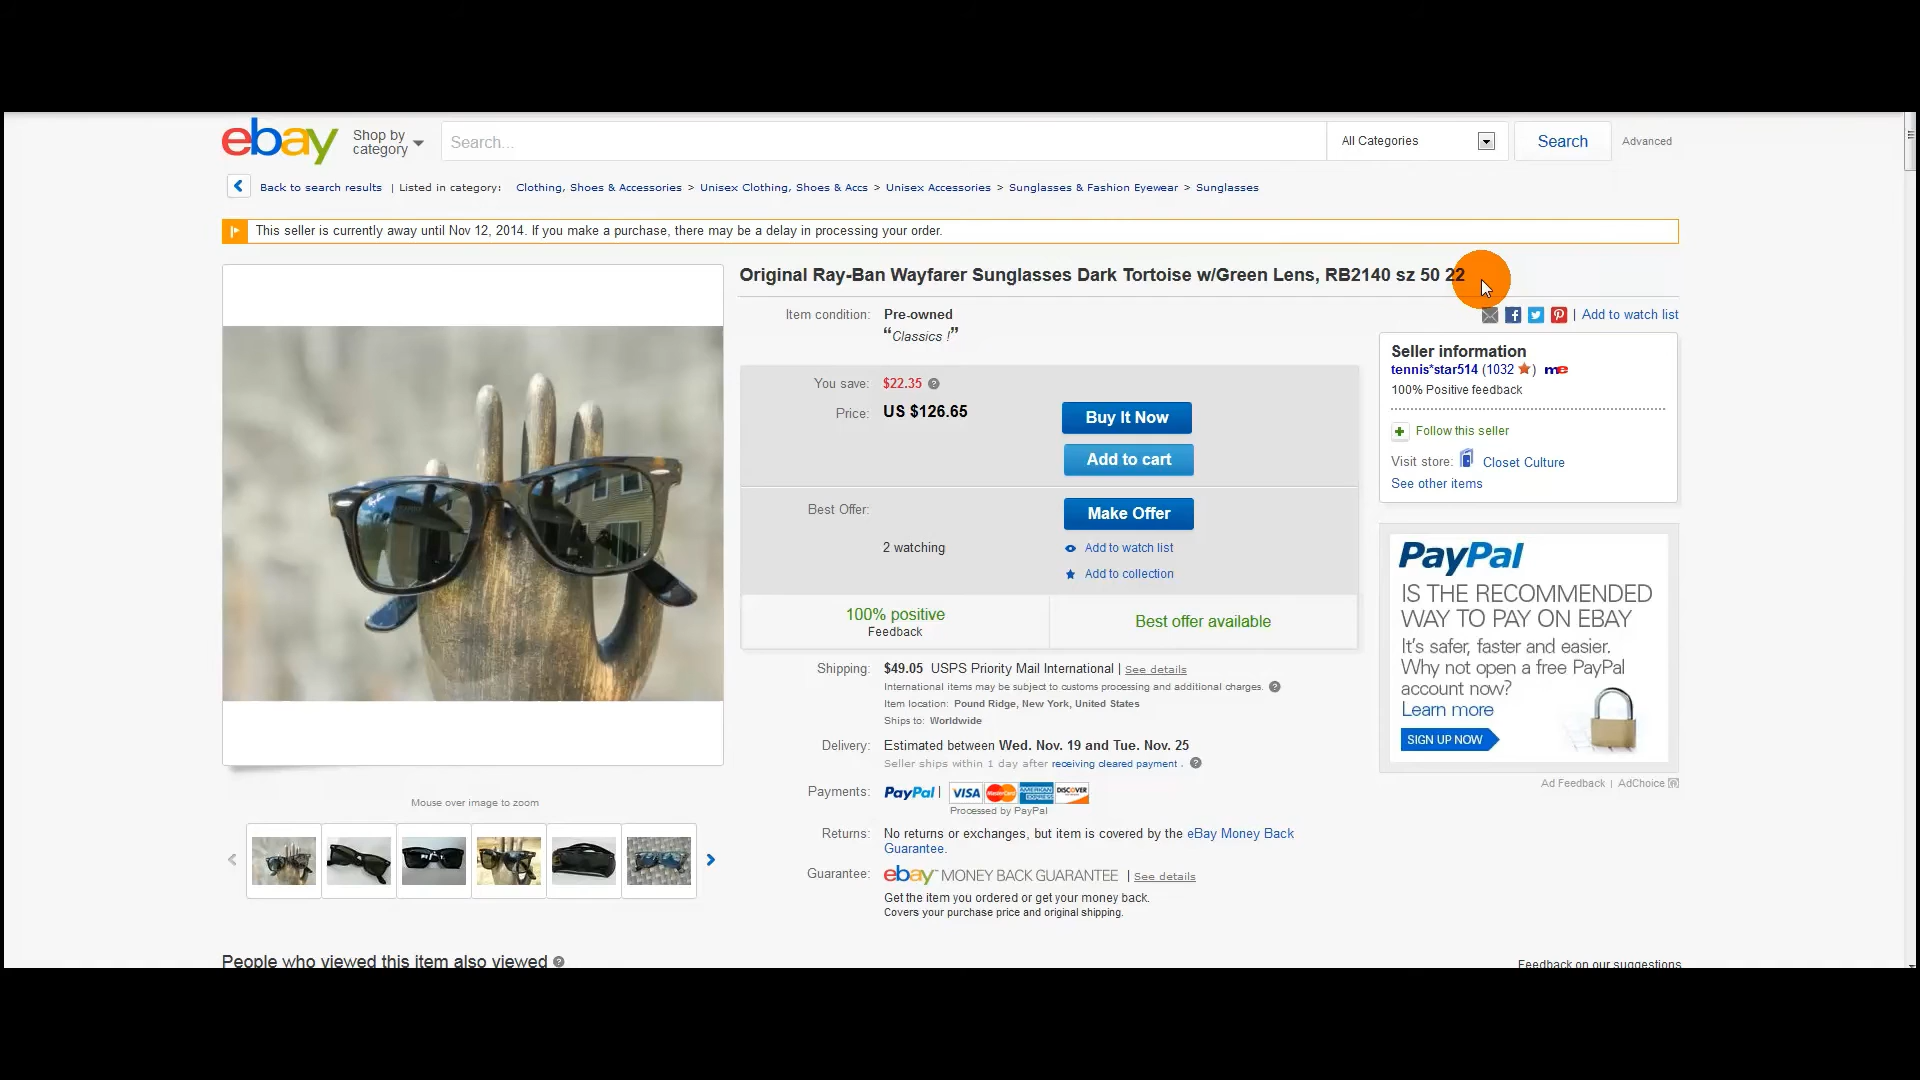 ebay
Shop by
category
Search...
All Categories
Search
Advanced
Back to search results | Listed in category: Clothing, Shoes & Accessories > Unisex Clothing, Shoes & Accs > Unisex Accessories > Sunglasses & Fashion Eyewear > Sunglasses
This seller is currently away until Nov 12, 2014. If you make a purchase, there may be a delay in processing your order.
Original Ray-Ban Wayfarer Sunglasses Dark Tortoise w/Green Lens, RB2140 sz 50 22
Item condition: Pre-owned
“Classics !”
| Add to watch list
You save: $22.35
Price: US $126.65
Buy It Now
Add to cart
Best Offer:
Make Offer
2 watching
Add to watch list
Add to collection
100% positive
Feedback
Best offer available
Shipping: $49.05 USPS Priority Mail International | See details
International items may be subject to customs processing and additional charges.
Item location: Pound Ridge, New York, United States
Ships to: Worldwide
Delivery: Estimated between Wed. Nov. 19 and Tue. Nov. 25
Seller ships within 1 day after receiving cleared payment .
Payments: PayPal | VISA MasterCard AMERICAN EXPRESS DISCOVER
Processed by PayPal
Returns: No returns or exchanges, but item is covered by the eBay Money Back
Guarantee.
Guarantee: ebay MONEY BACK GUARANTEE | See details
Get the item you ordered or get your money back.
Covers your purchase price and original shipping.
Seller information
tennis*star514 (1032 ) me
100% Positive feedback
Follow this seller
Visit store: Closet Culture
See other items
PayPal
IS THE RECOMMENDED
WAY TO PAY ON EBAY
It's safer, faster and easier.
Why not open a free PayPal
account now?
Learn more
SIGN UP NOW
Ad Feedback | AdChoice
Mouse over image to zoom
People who viewed this item also viewed
Feedback on our suggestions